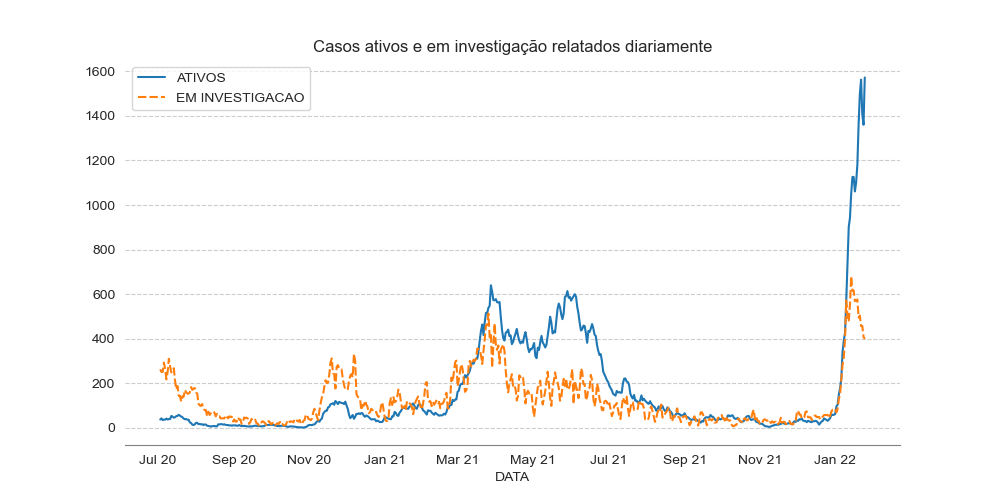 Casos ativos e em investigação relatados diariamente
ATIVOS
EM INVESTIGACAO
1600
1400
1200
1000
800
600
400
200
0
Jul 20 Sep 20 Nov 20 Jan 21 Mar 21 May 21 Jul 21 Sep 21 Nov 21 Jan 22
DATA